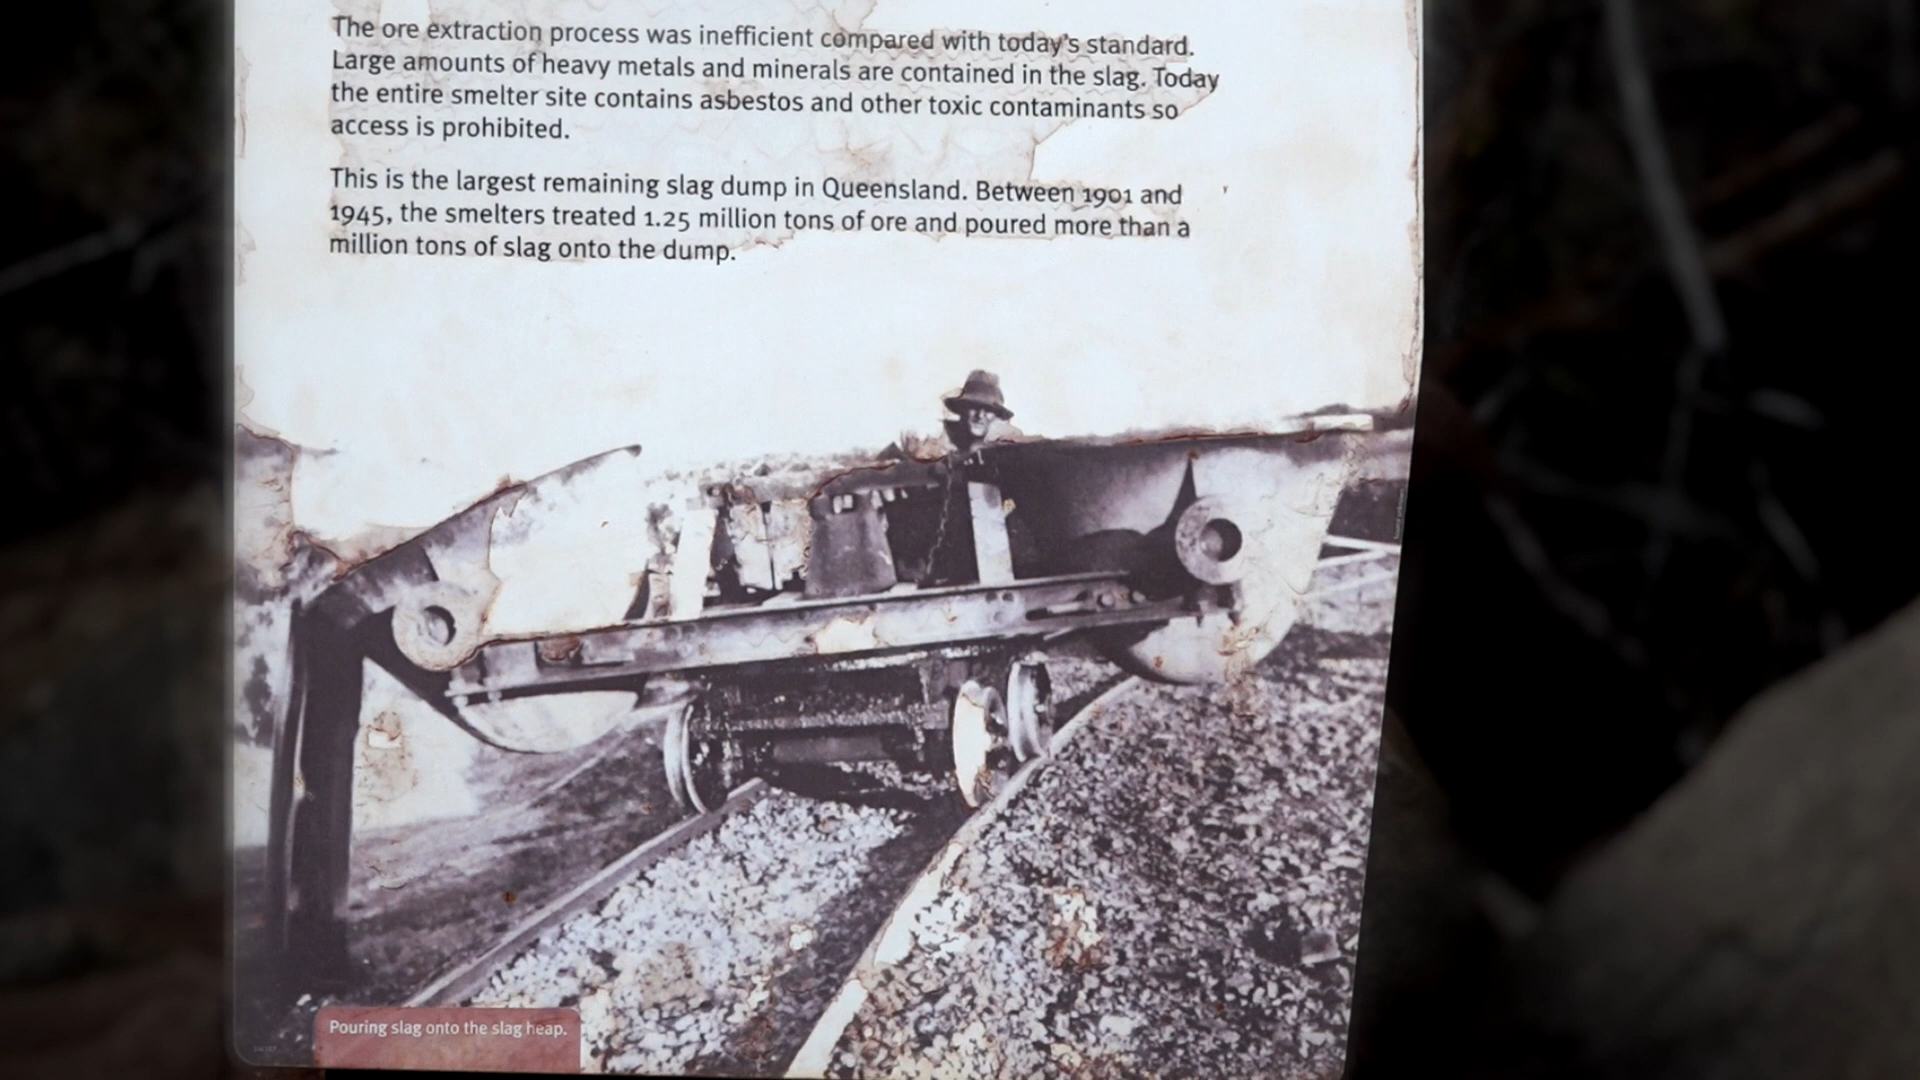 The ore extraction process was inefficient compared with today's standard.
Large amounts of heavy metals and minerals are contained in the slag. Today
the entire smelter site contains asbestos and other toxic contaminants so
access is prohibited.
This is the largest remaining slag dump in Queensland. Between 1901 and
1945, the smelters treated 1.25 million tons of ore and poured more than a
million tons of slag onto the dump.
Pouring slag onto the slag heap.